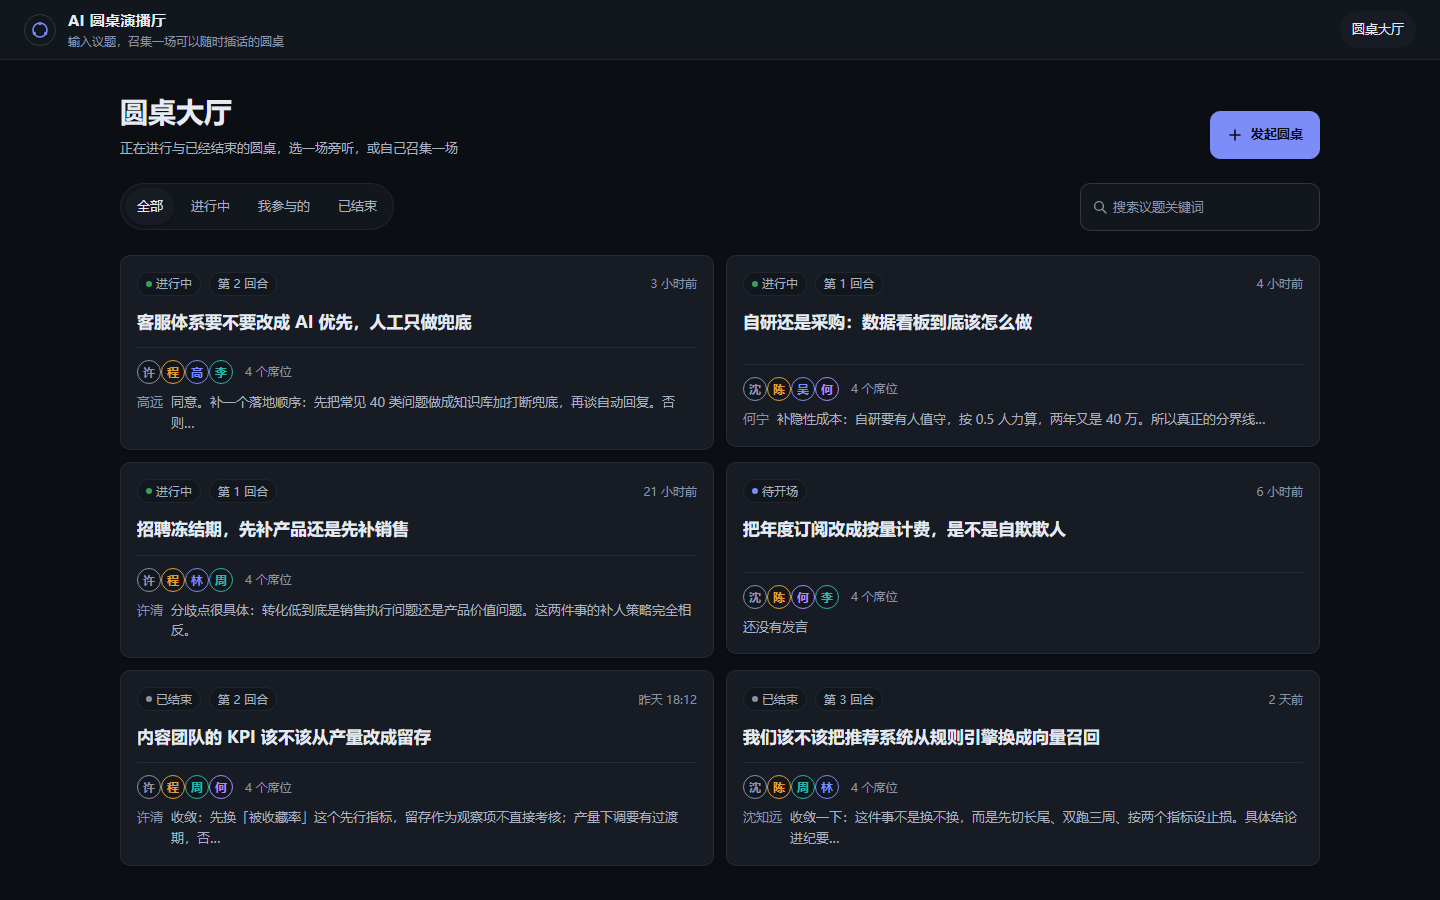 AI 圆桌演播厅
输入议题，召集一场可以随时插话的圆桌
圆桌大厅
圆桌大厅
正在进行与已经结束的圆桌，选一场旁听，或自己召集一场
发起圆桌
全部 进行中 我参与的 已结束
搜索议题关键词
进行中 第 2 回合 3 小时前
客服体系要不要改成 AI 优先，人工只做兜底
许 程 高 李 4 个席位
高远 同意。补一个落地顺序：先把常见 40 类问题做成知识库加打断兜底，再谈自动回复。否
则...
进行中 第 1 回合 4 小时前
自研还是采购：数据看板到底该怎么做
沈 陈 吴 何 4 个席位
何宁 补隐性成本：自研要有人值守，按 0.5 人力算，两年又是 40 万。所以真正的分界线...
进行中 第 1 回合 21 小时前
招聘冻结期，先补产品还是先补销售
许 程 林 周 4 个席位
许清 分歧点很具体：转化低到底是销售执行问题还是产品价值问题。这两件事的补人策略完全相
反。
待开场 6 小时前
把年度订阅改成按量计费，是不是自欺欺人
沈 陈 何 李 4 个席位
还没有发言
已结束 第 2 回合 昨天 18:12
内容团队的 KPI 该不该从产量改成留存
许 程 周 何 4 个席位
许清 收敛：先换「被收藏率」这个先行指标，留存作为观察项不直接考核；产量下调要有过渡
期，否...
已结束 第 3 回合 2 天前
我们该不该把推荐系统从规则引擎换成向量召回
沈 陈 周 林 4 个席位
沈知远 收敛一下：这件事不是换不换，而是先切长尾、双跑三周、按两个指标设止损。具体结论
进纪要...